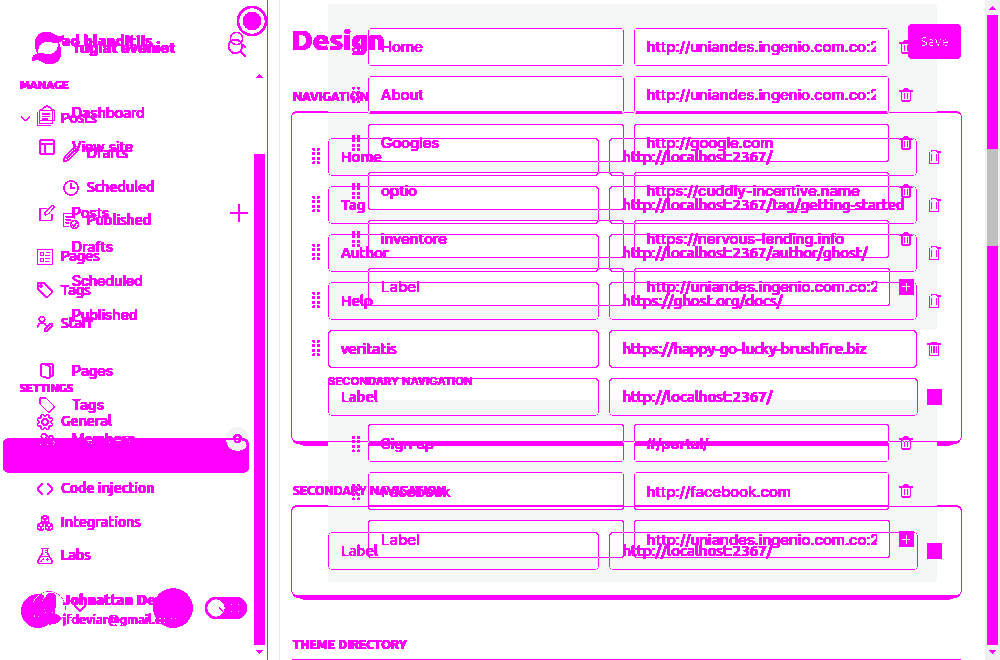 Design
Save
MANAGE
Dashboard
Posts
View site
Drafts
Scheduled
Posts
Published
Drafts
Pages
Scheduled
Tags
Published
Staff
Pages
SETTINGS
Tags
General
Members
Code injection
Integrations
Labs
Johnattan De
jfdeviar@gmail.
NAVIGATION
Home http://uniandes.ingenio.com.co:2
About http://uniandes.ingenio.com.co:2
Googles http://google.com
Home http://localhost:2367/
optio https://cuddly-incentive.name
Tag http://localhost:2367/tag/getting-started
inventore https://nervous-lending.info
Author http://localhost:2367/author/ghost/
Label http://uniandes.ingenio.com.co:2
Help https://ghost.org/docs/
veritatis https://happy-go-lucky-brushfire.biz
SECONDARY NAVIGATION
Label http://localhost:2367/
Sign up #/portal/
SECONDARY NAVIGATION
Facebook http://facebook.com
Label http://uniandes.ingenio.com.co:2
Label http://localhost:2367/
THEME DIRECTORY